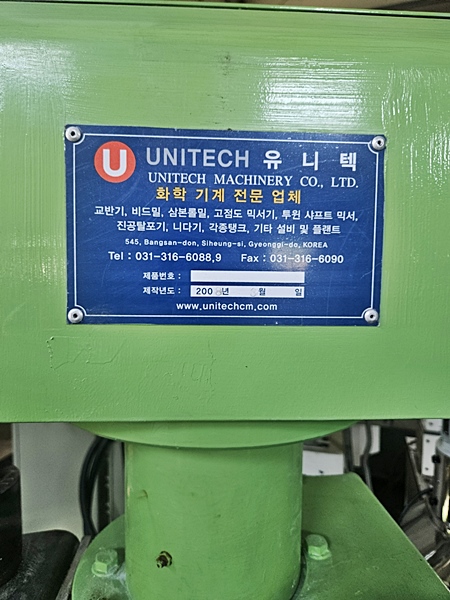 U UNITECH 유니텍
UNITECH MACHINERY CO., LTD.
화학 기계 전문 업체
교반기, 비드밀, 삼본롤밀, 고점도 믹서기, 투윈 샤프트 믹서,
진공탈포기, 니다기, 각종탱크, 기타 설비 및 플랜트
545, Bangsan-don, Siheung-si, Gyeonggi-do, KOREA
Tel : 031-316-6088,9 Fax : 031-316-6090
제품번호 :
제작년도 : 200 년 월 일
www.unitechcm.com